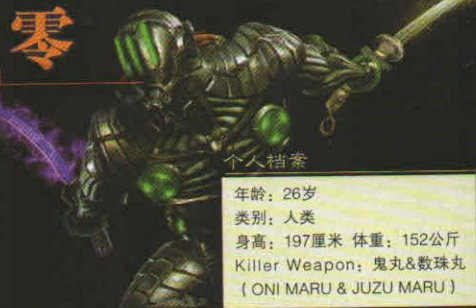 零
个人档案
年龄：26岁
类别：人类
身高：197厘米 体重：152公斤
Killer Weapon：鬼丸&数珠丸
（ONI MARU & JUZU MARU）